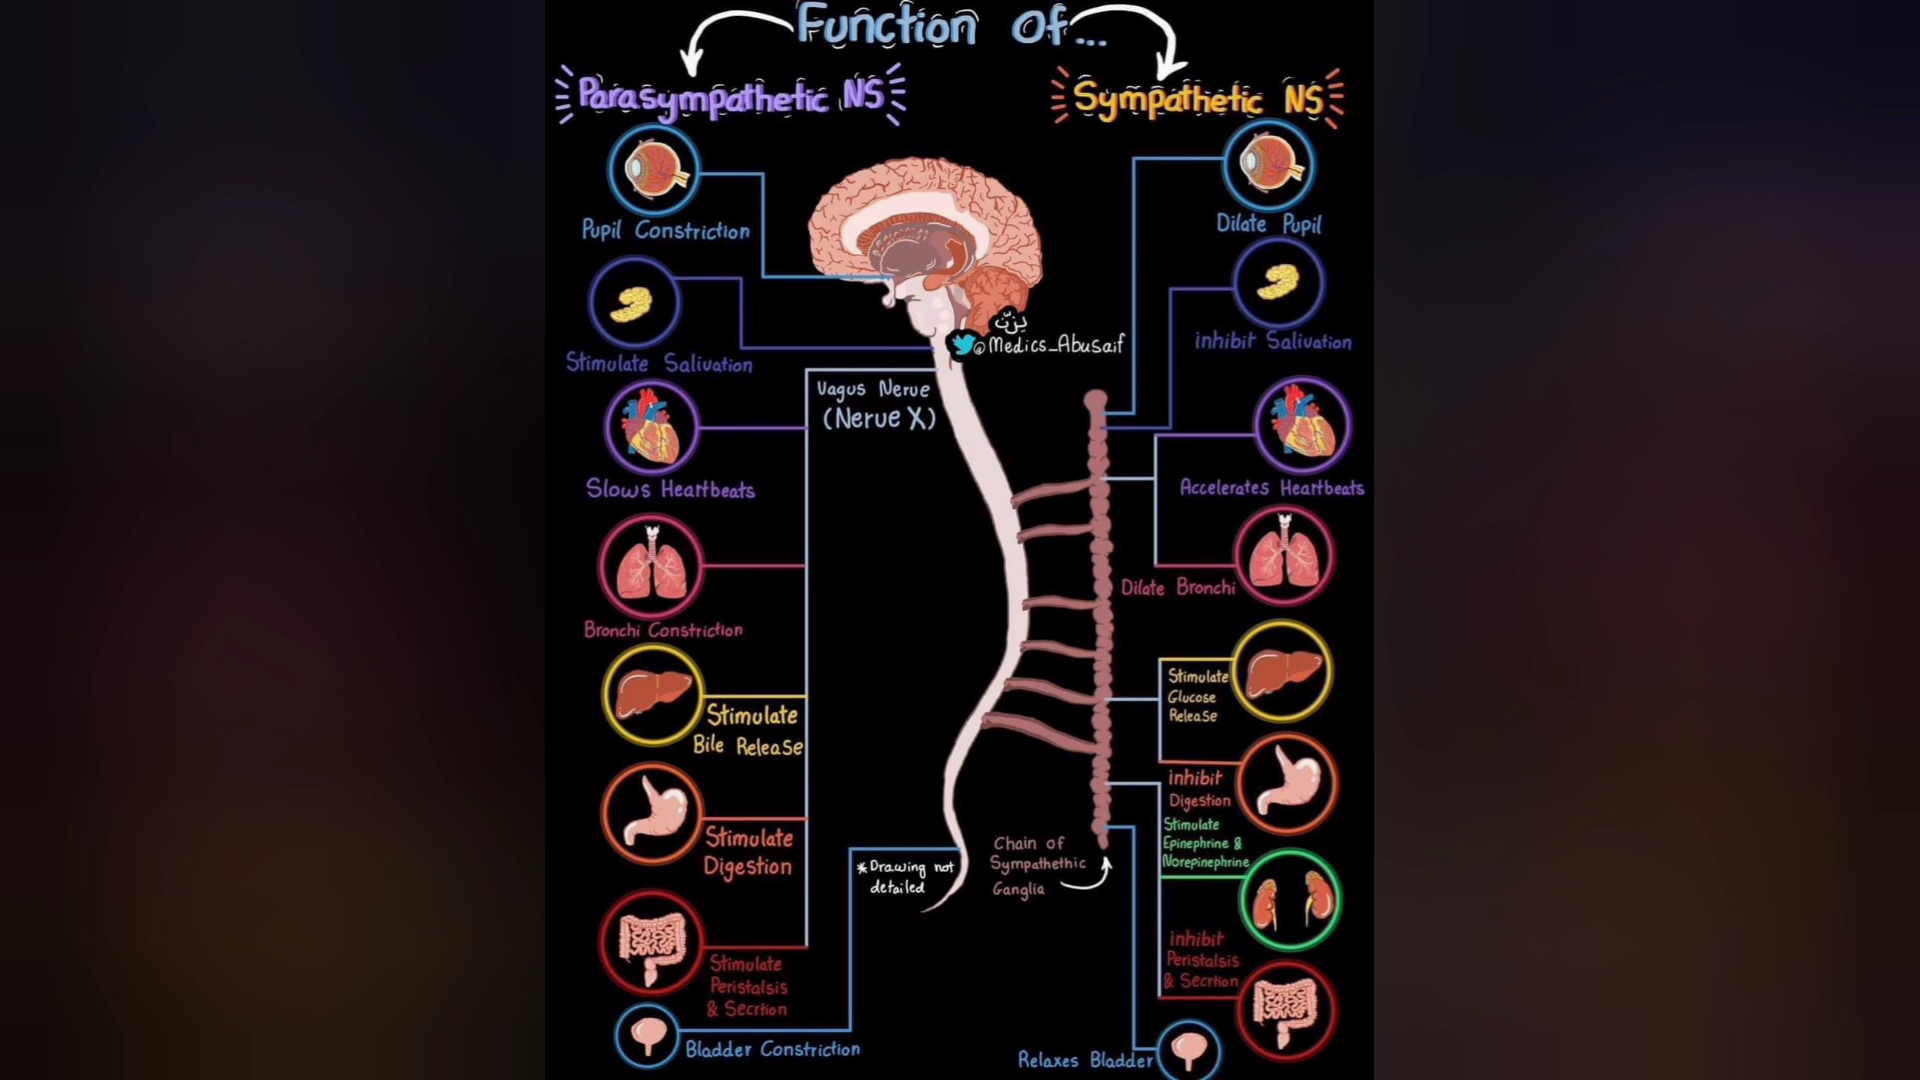 Function Of...
Parasympathetic NS
Sympathetic NS
Pupil Constriction
Stimulate Salivation
Slows Heartbeats
Bronchi Constriction
Stimulate
Bile Release
Stimulate
Digestion
Stimulate
Peristalsis
& Secrtion
Bladder Constriction
Vagus Nerve
(Nerve X)
يزن
@Medics_Abusaif
*Drawing not
detailed
Chain of
Sympathethic
Ganglia
Dilate Pupil
inhibit Salivation
Accelerates Heartbeats
Dilate Bronchi
Stimulate
Glucose
Release
inhibit
Digestion
Stimulate
Epinephrine &
Norepinephrine
inhibit
Peristalsis
& Secrtion
Relaxes Bladder